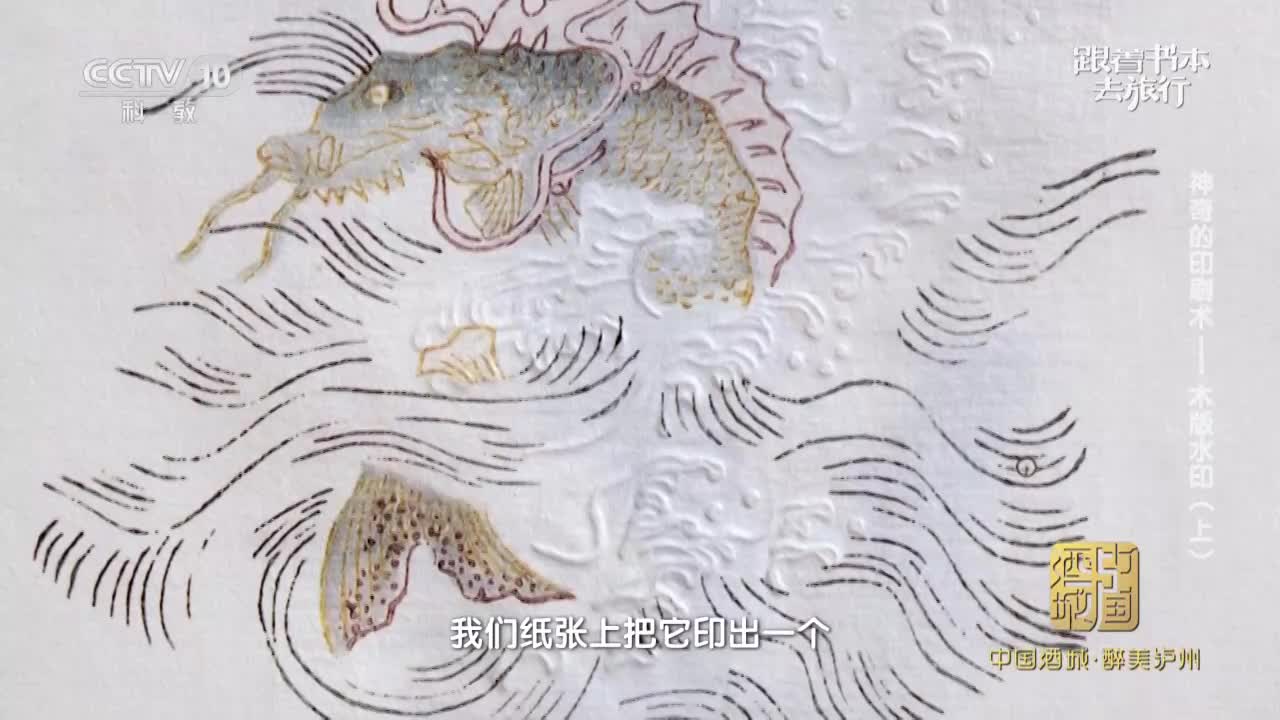 CCTV 10
科教
跟着书本
去旅行
神奇的印刷术——木版水印（上）
中国
酒城
中国酒城·醉美泸州
我们纸张上把它印出一个